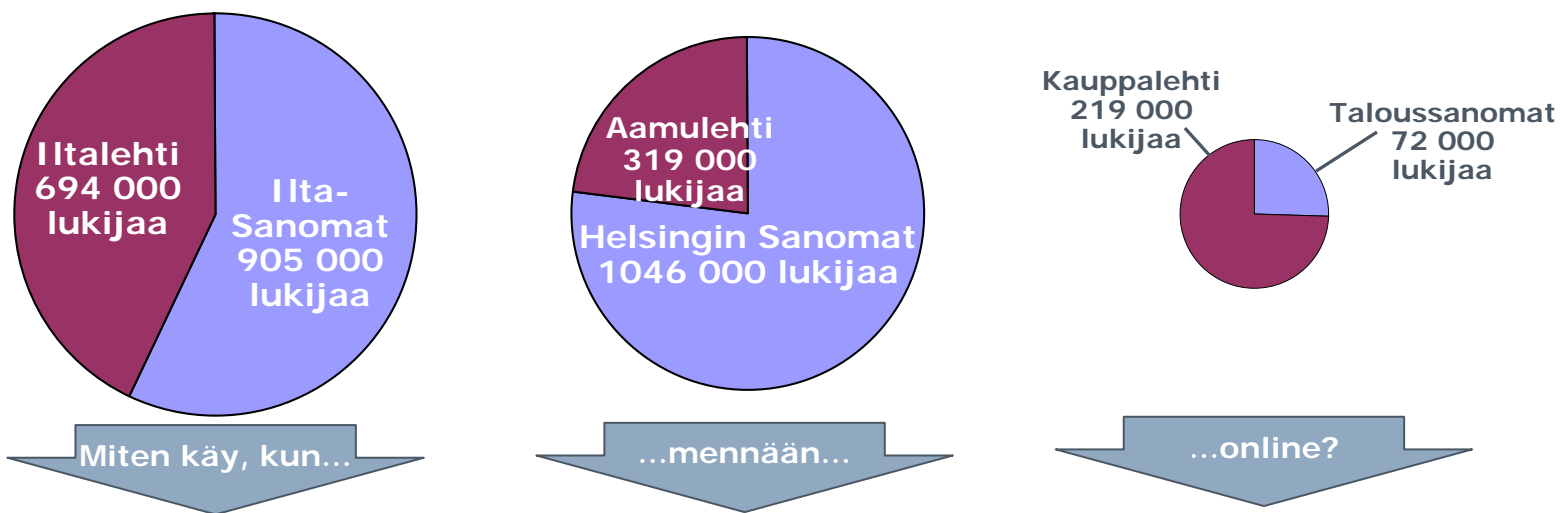 Iltalehti
694 000
lukijaa
Ilta-
Sanomat
905 000
lukijaa
Miten käy, kun...
Aamulehti
319 000
lukijaa
Helsingin Sanomat
1046 000 lukijaa
...mennään...
Kauppalehti
219 000
lukijaa
Taloussanomat
72 000
lukijaa
...online?